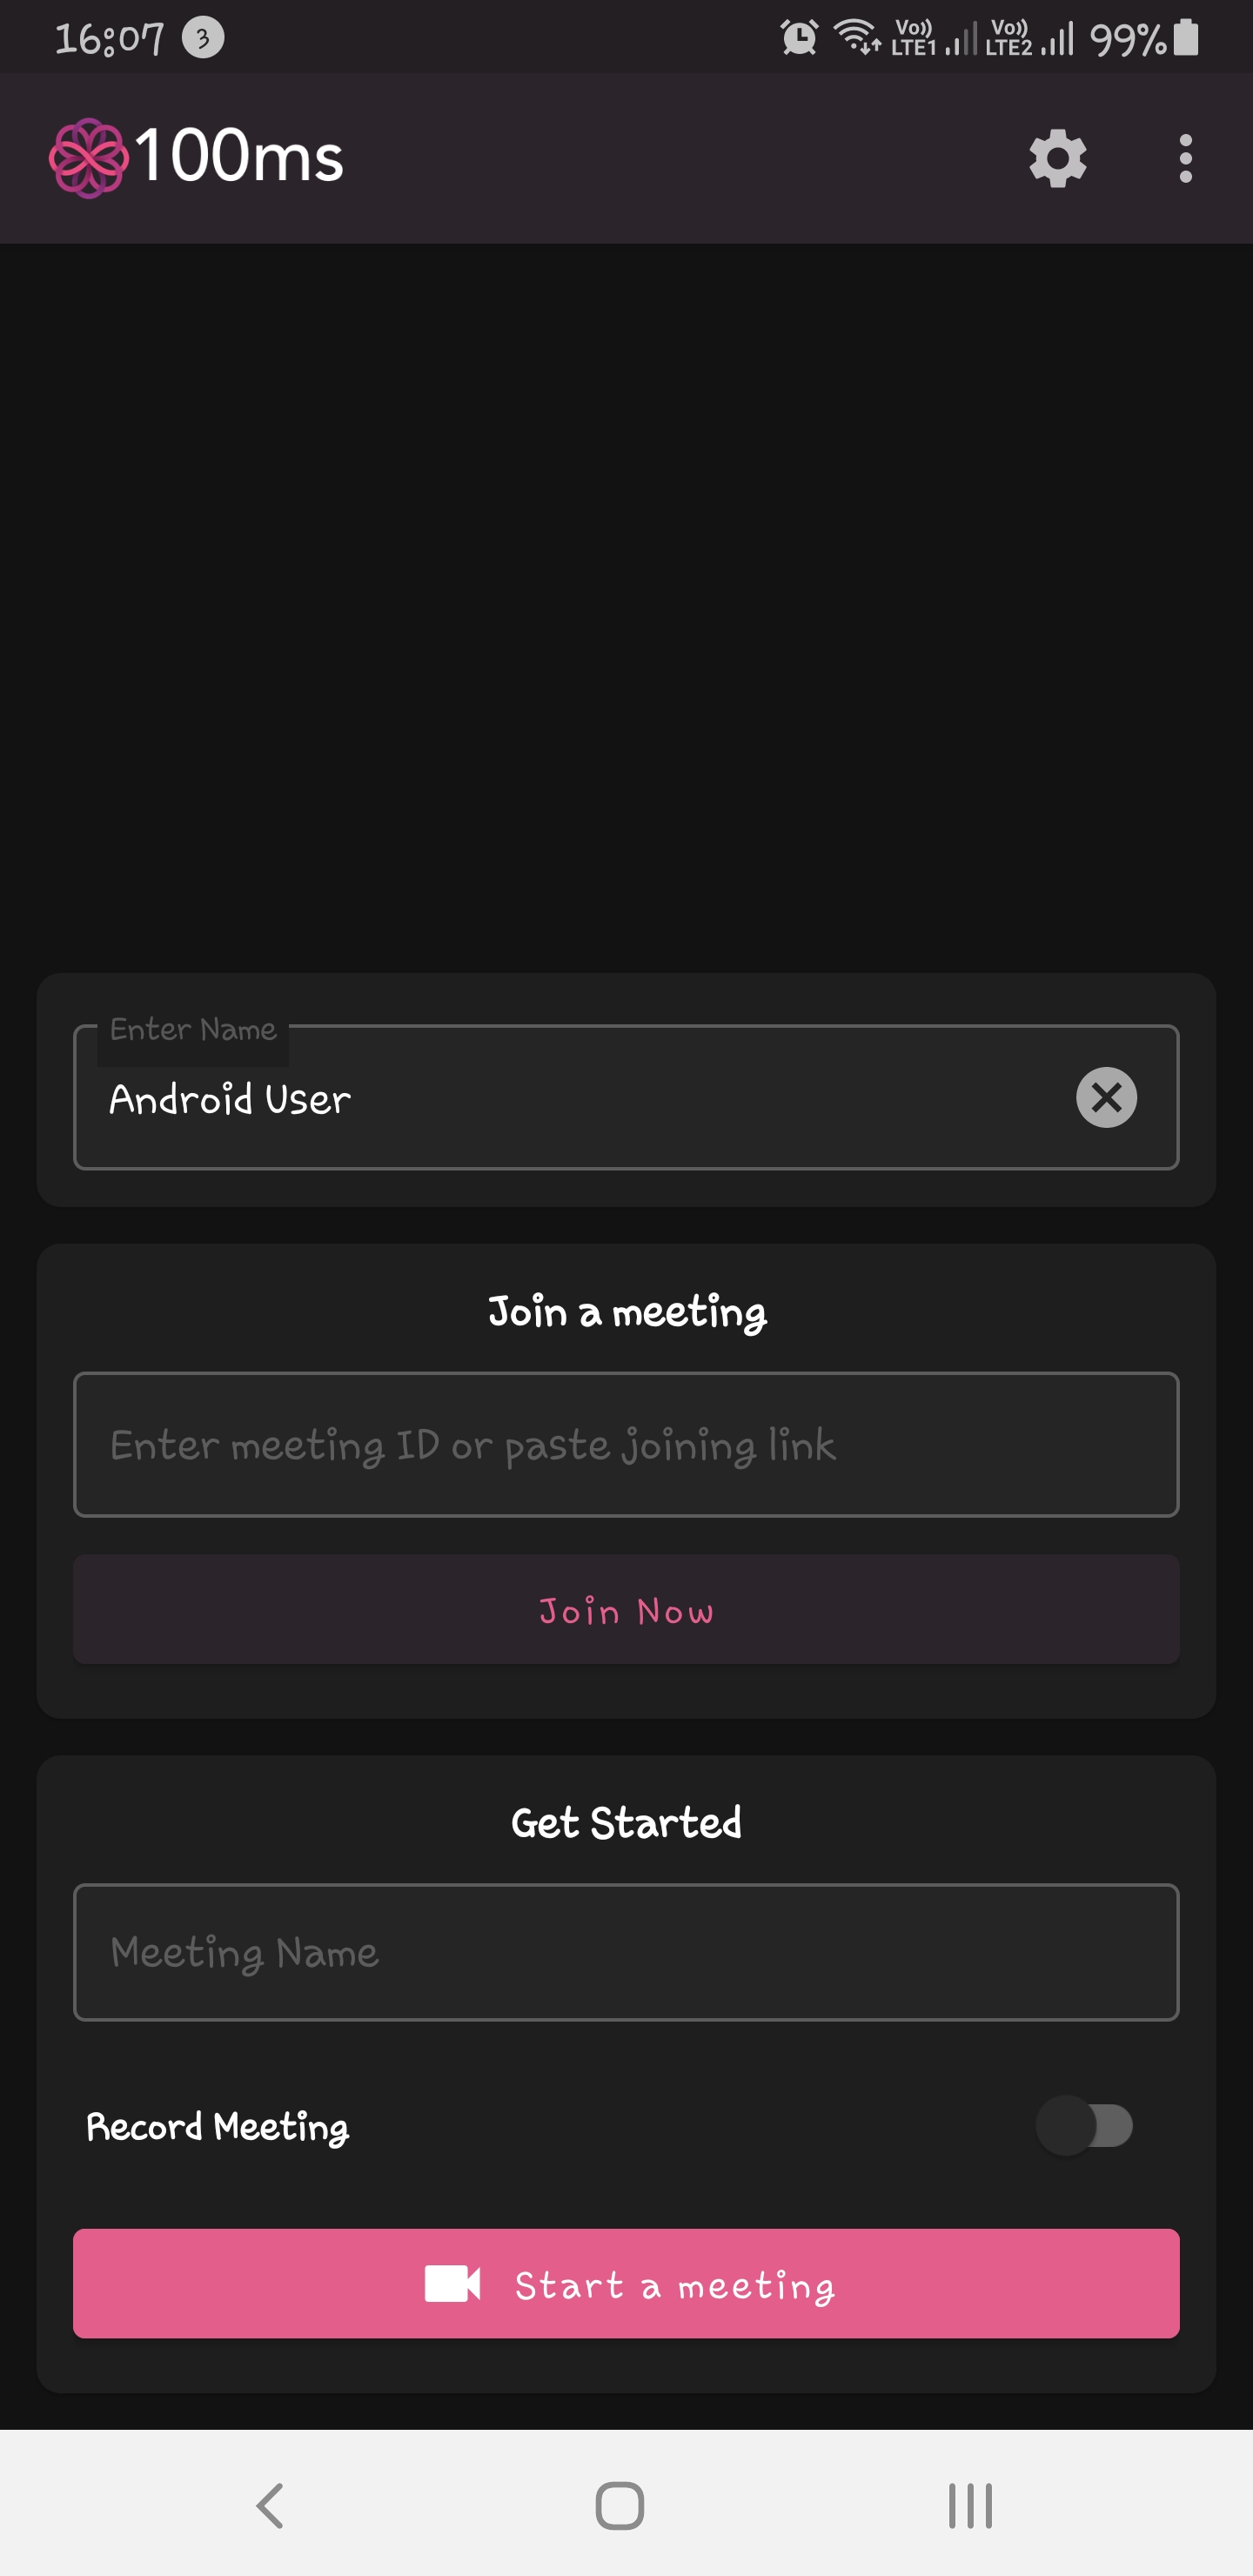 16:07 3 Vo)) LTE1 Vo)) LTE2 99%
100ms
Enter Name
Android User
Join a meeting
Enter meeting ID or paste joining link
Join Now
Get Started
Meeting Name
Record Meeting
Start a meeting